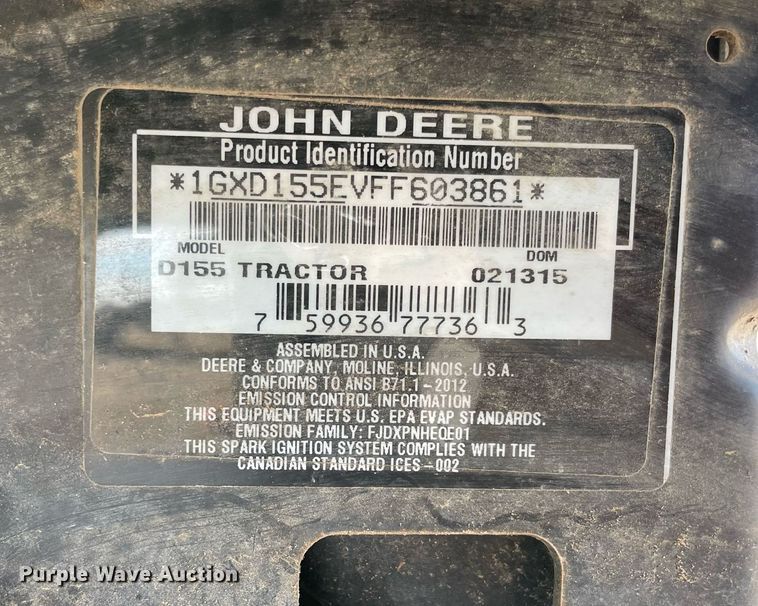 JOHN DEERE
Product Identification Number
*1GXD155EVFF603861*
MODEL DOM
D155 TRACTOR 021315
7 59936 77736 3
ASSEMBLED IN U.S.A.
DEERE & COMPANY, MOLINE, ILLINOIS, U.S.A.
CONFORMS TO ANSI B71.1-2012
EMISSION CONTROL INFORMATION
THIS EQUIPMENT MEETS U.S. EPA EVAP STANDARDS.
EMISSION FAMILY: FJDXPNHEQE01
THIS SPARK IGNITION SYSTEM COMPLIES WITH THE
CANADIAN STANDARD ICES-002
Purple Wave Auction